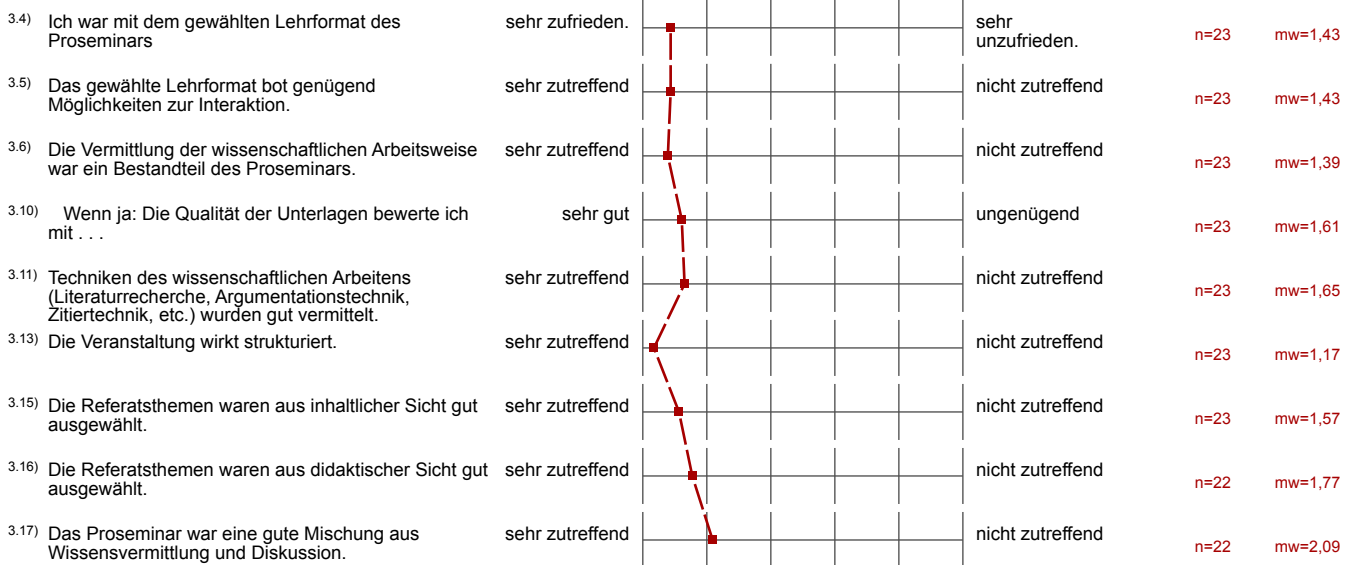 3.4) Ich war mit dem gewählten Lehrformat des sehr zufrieden. sehr
Proseminars unzufrieden. n=23 mw=1,43
3.5) Das gewählte Lehrformat bot genügend sehr zutreffend nicht zutreffend
Möglichkeiten zur Interaktion. n=23 mw=1,43
3.6) Die Vermittlung der wissenschaftlichen Arbeitsweise sehr zutreffend nicht zutreffend
war ein Bestandteil des Proseminars. n=23 mw=1,39
3.10) Wenn ja: Die Qualität der Unterlagen bewerte ich sehr gut ungenügend
mit . . . n=23 mw=1,61
3.11) Techniken des wissenschaftlichen Arbeitens sehr zutreffend nicht zutreffend
(Literaturrecherche, Argumentationstechnik, n=23 mw=1,65
Zitiertechnik, etc.) wurden gut vermittelt.
3.13) Die Veranstaltung wirkt strukturiert. sehr zutreffend nicht zutreffend
n=23 mw=1,17
3.15) Die Referatsthemen waren aus inhaltlicher Sicht gut sehr zutreffend nicht zutreffend
ausgewählt. n=23 mw=1,57
3.16) Die Referatsthemen waren aus didaktischer Sicht gut sehr zutreffend nicht zutreffend
ausgewählt. n=22 mw=1,77
3.17) Das Proseminar war eine gute Mischung aus sehr zutreffend nicht zutreffend
Wissensvermittlung und Diskussion. n=22 mw=2,09